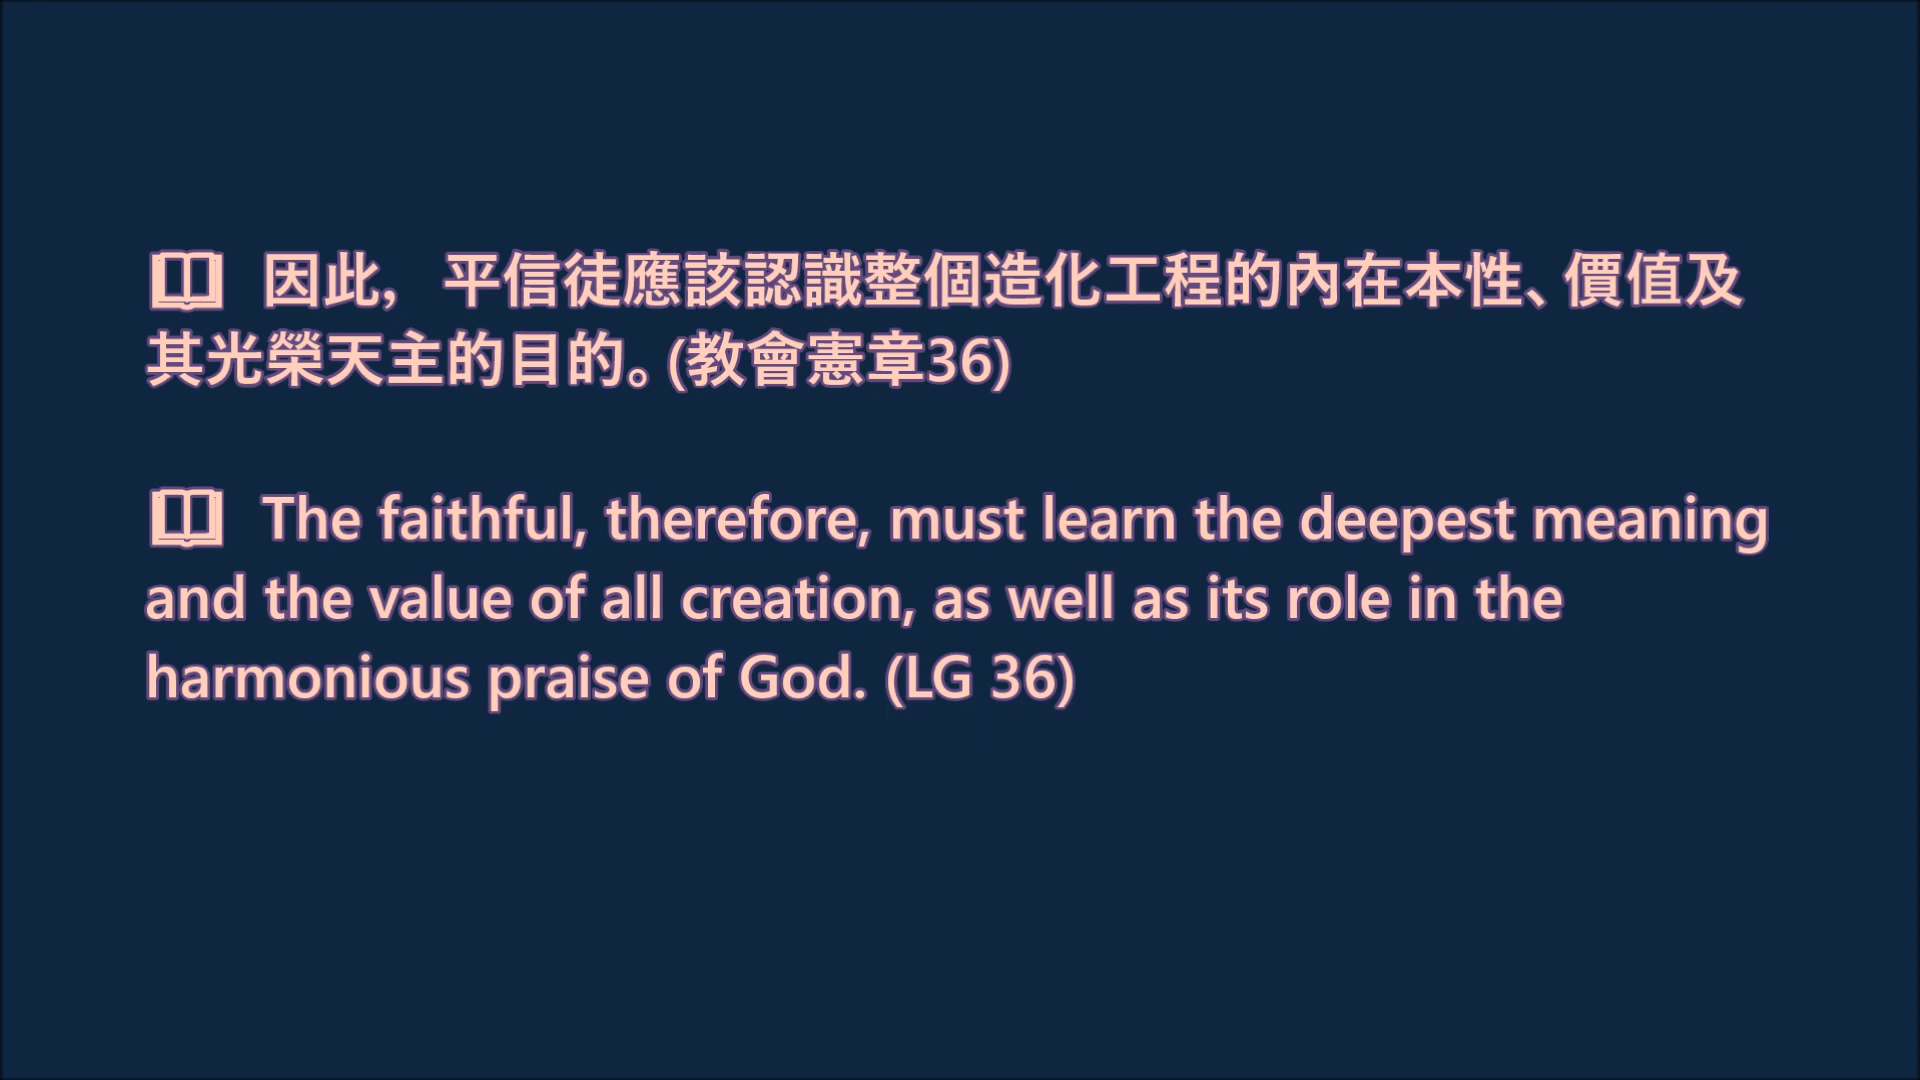 🕮 因此, 平信徒應該認識整個造化工程的內在本性、價值及
其光榮天主的目的。(教會憲章36)
🕮 The faithful, therefore, must learn the deepest meaning
and the value of all creation, as well as its role in the
harmonious praise of God. (LG 36)